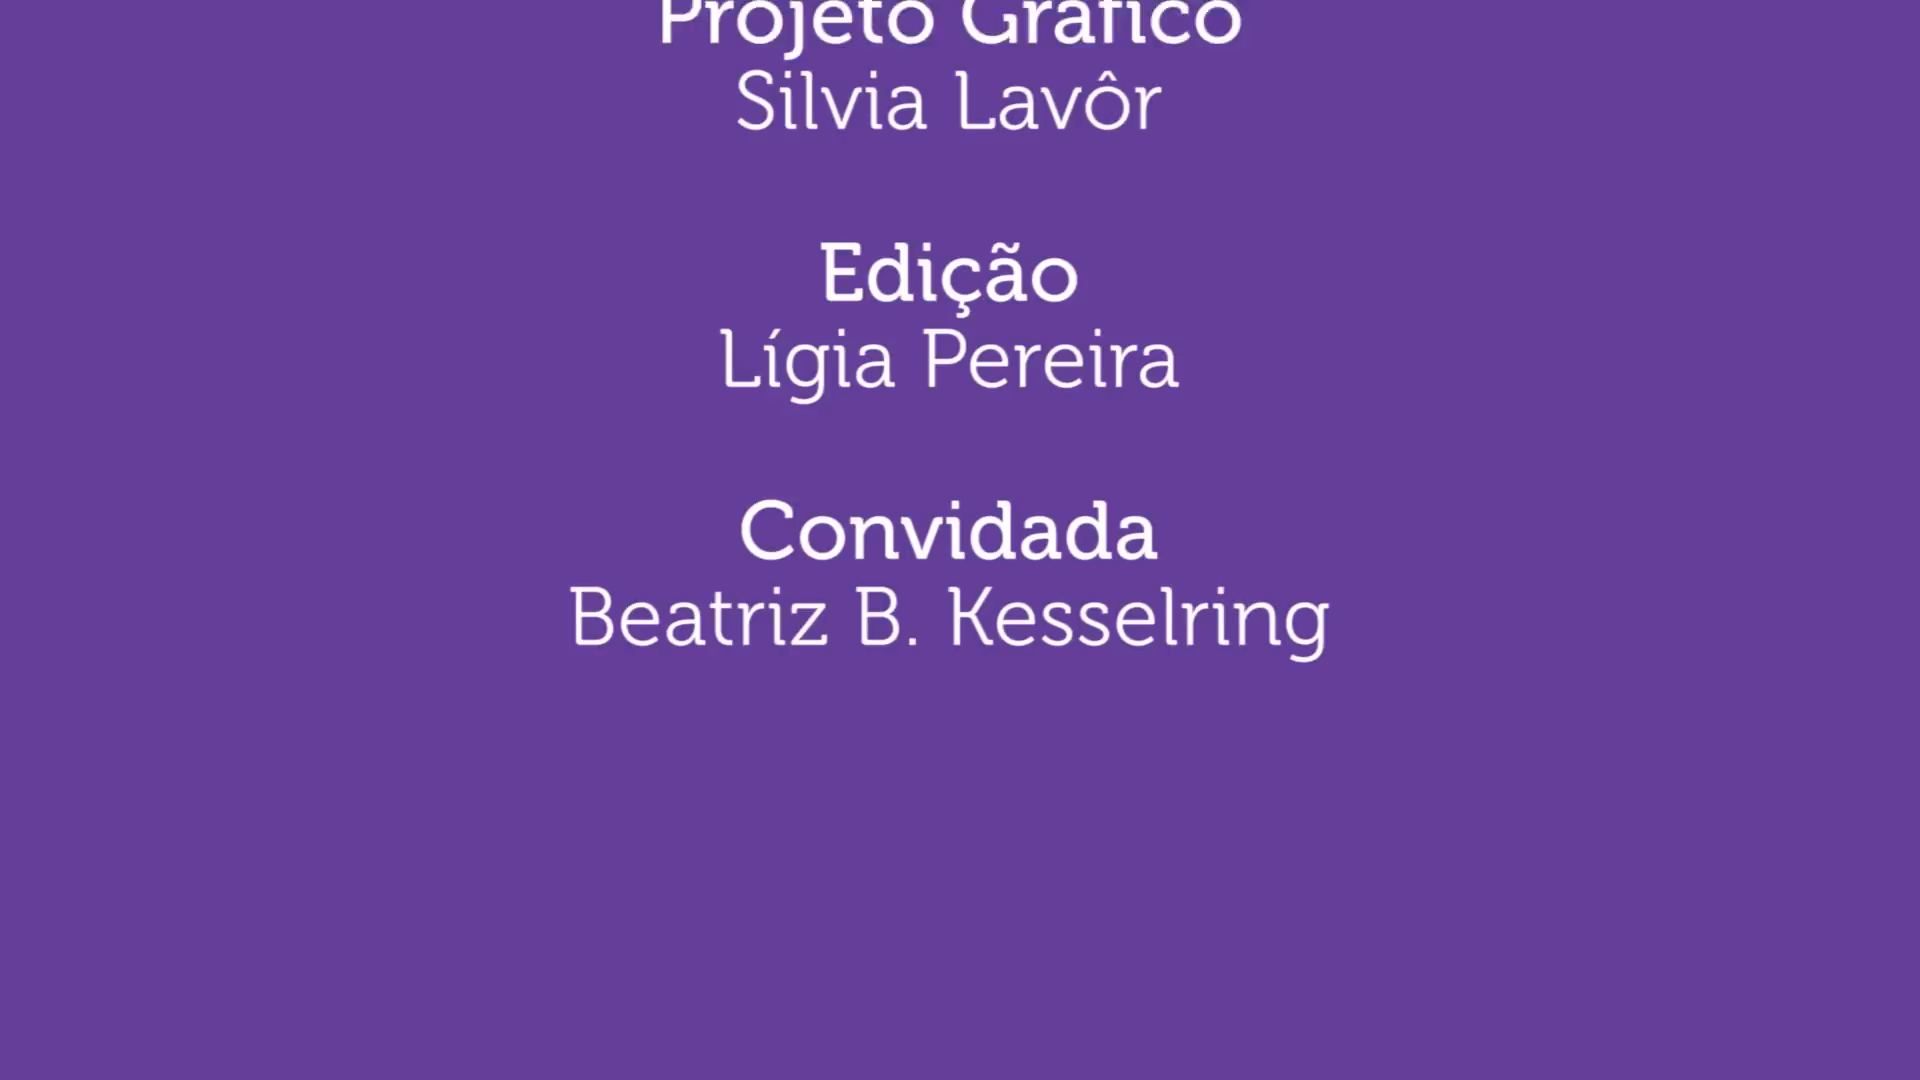 Projeto Gráfico
Silvia Lavôr
Edição
Lígia Pereira
Convidada
Beatriz B. Kesselring